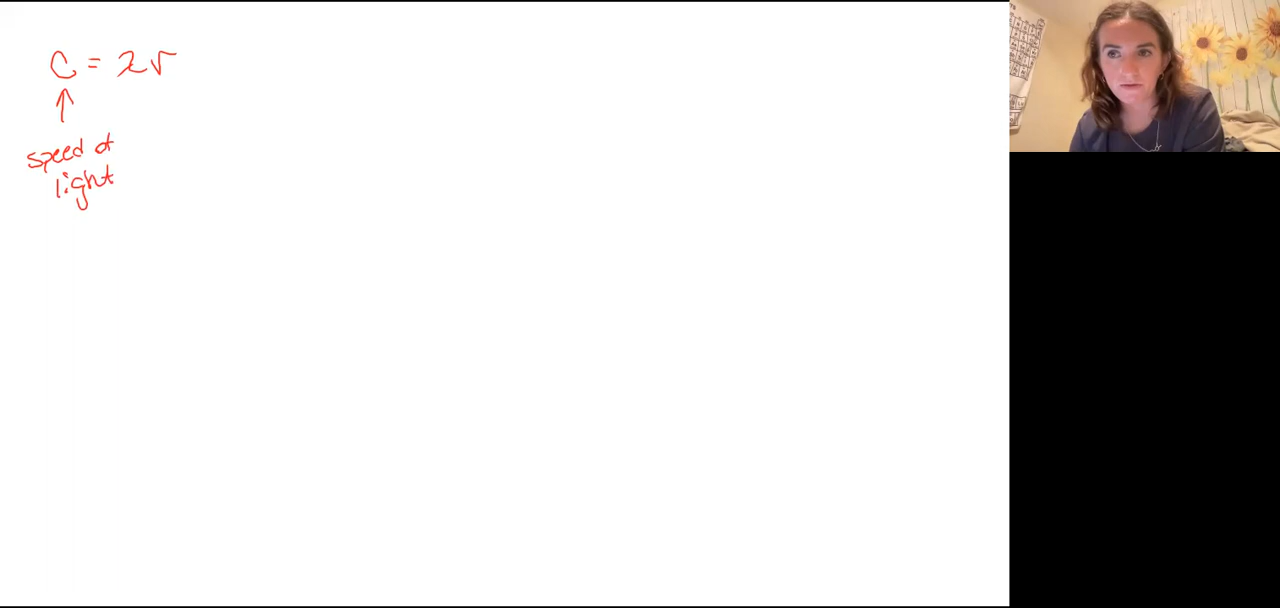 C = λν
↑
speed of
light